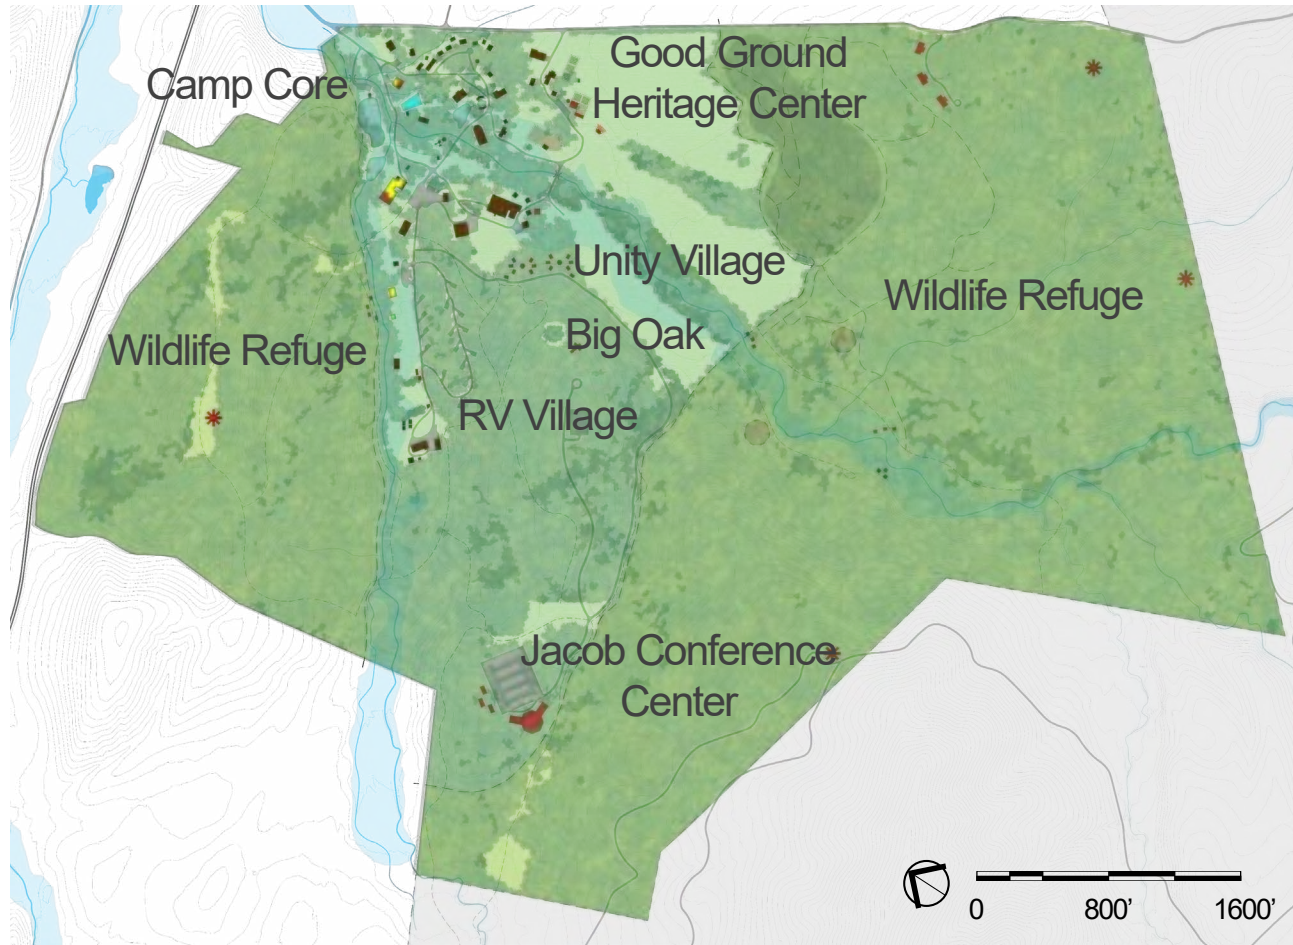 Good Ground
Heritage Center
Camp Core
Unity Village
Wildlife Refuge
Big Oak
Wildlife Refuge
RV Village
Jacob Conference
Center
0 800' 1600'